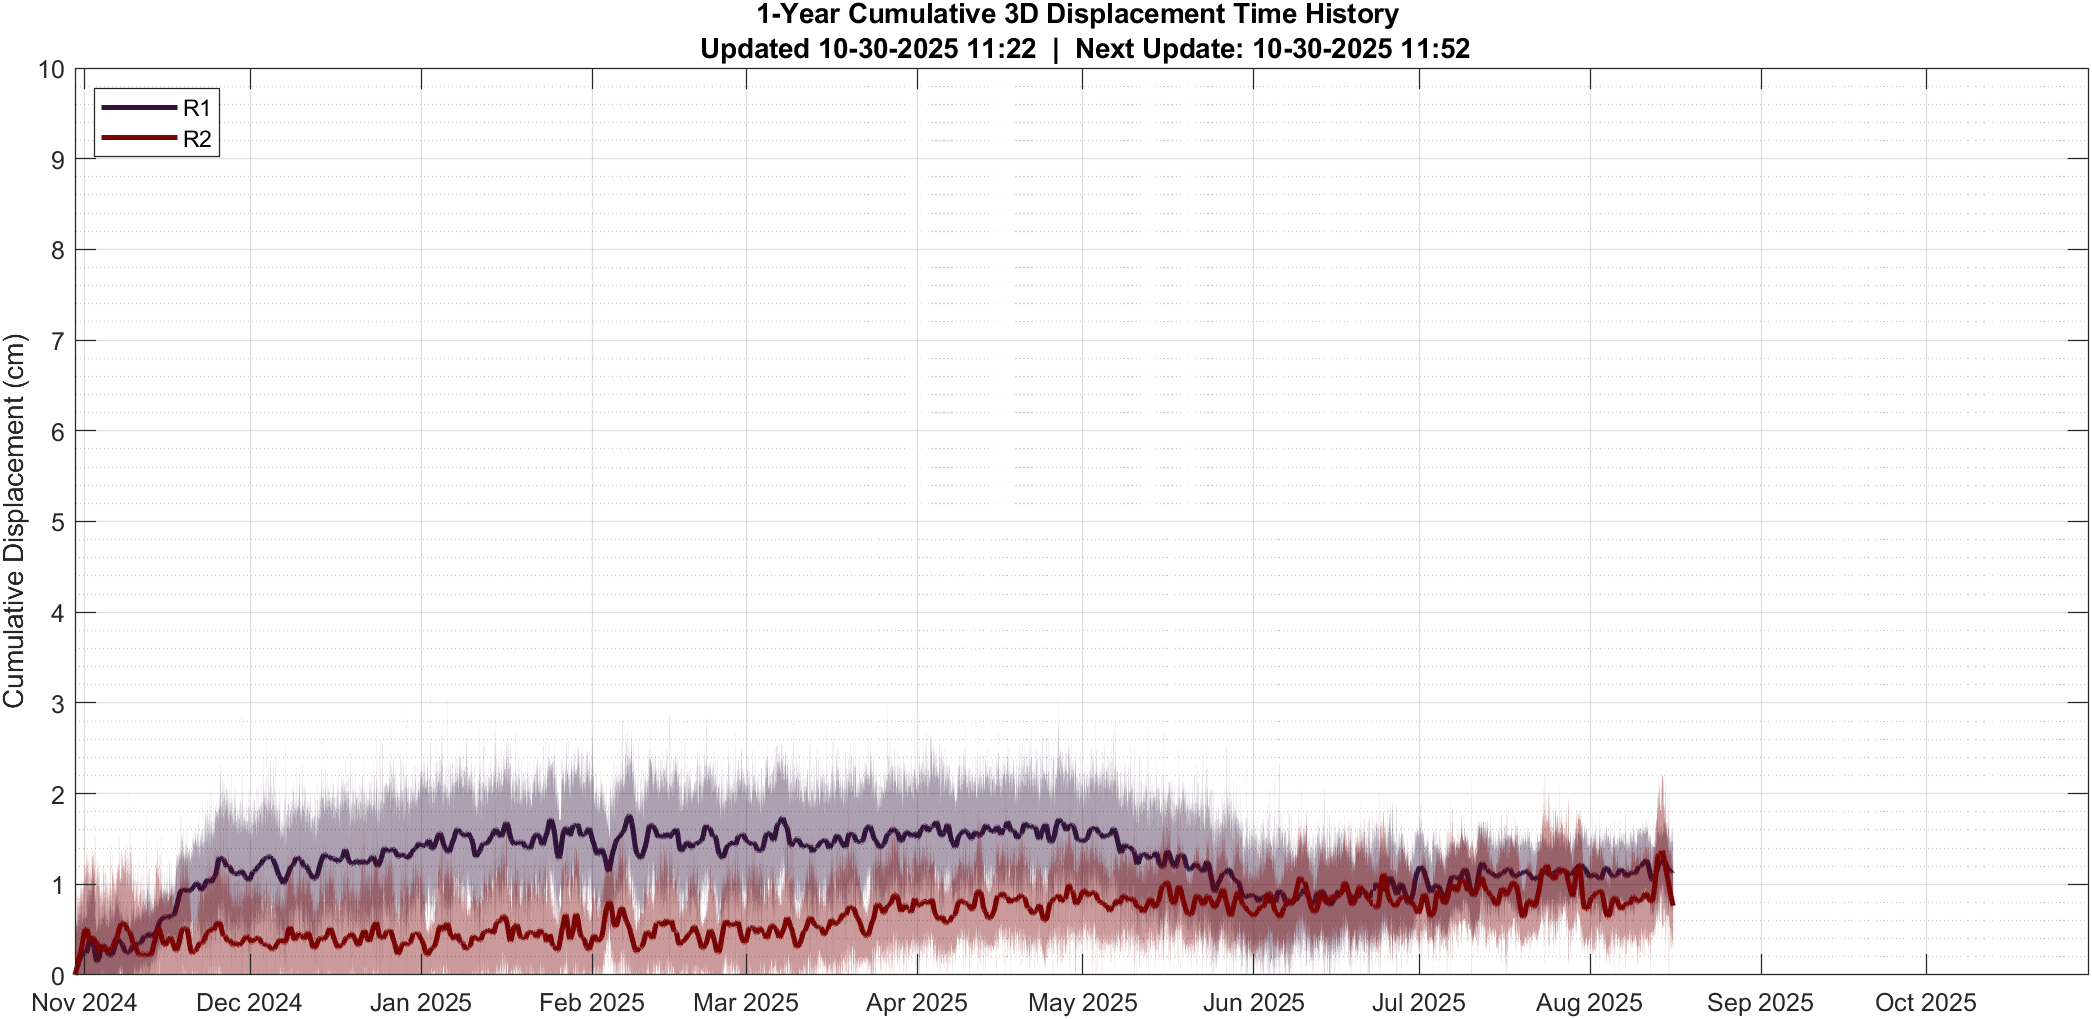 1-Year Cumulative 3D Displacement Time History
Updated 10-30-2025 11:22 | Next Update: 10-30-2025 11:52
R1
R2
Cumulative Displacement (cm)
10
9
8
7
6
5
4
3
2
1
0
Nov 2024 Dec 2024 Jan 2025 Feb 2025 Mar 2025 Apr 2025 May 2025 Jun 2025 Jul 2025 Aug 2025 Sep 2025 Oct 2025